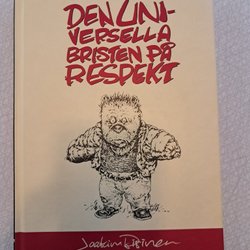 DEN UNI-
VERSELLA
BRISTEN PÅ
RESPEKT
Joakim Pirinen